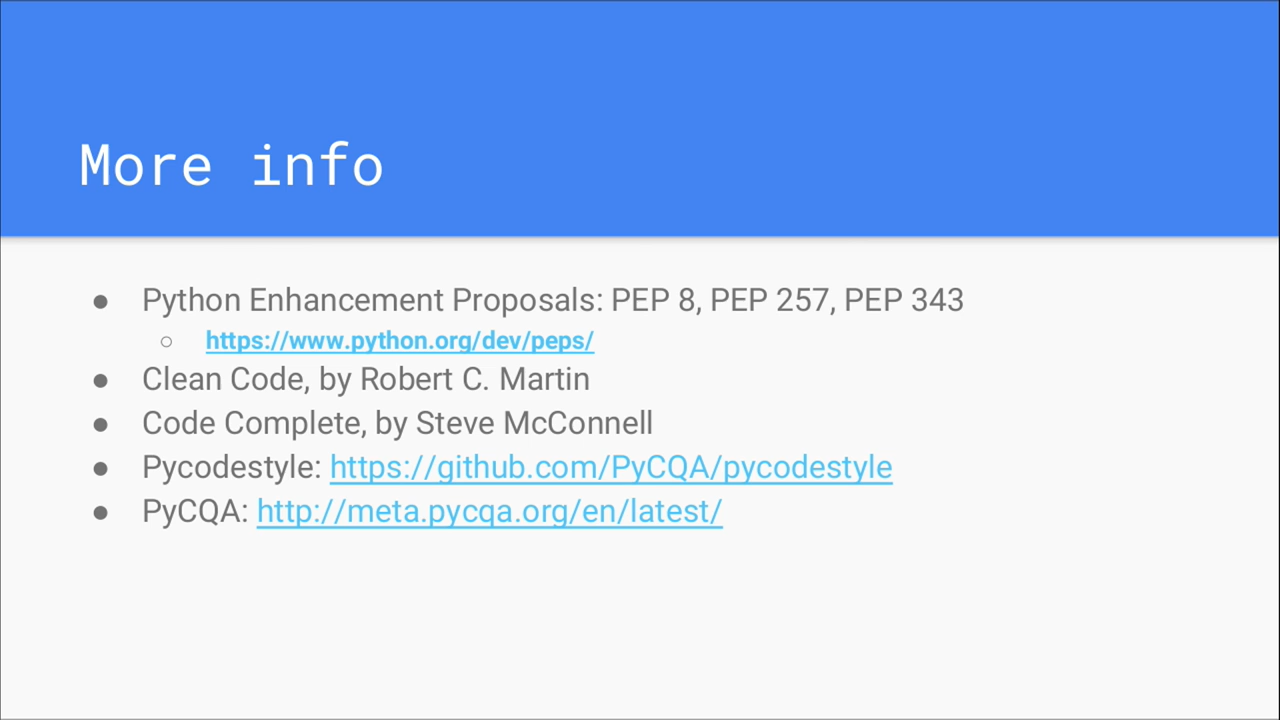 More info
● Python Enhancement Proposals: PEP 8, PEP 257, PEP 343
○ https://www.python.org/dev/peps/
● Clean Code, by Robert C. Martin
● Code Complete, by Steve McConnell
● Pycodestyle: https://github.com/PyCQA/pycodestyle
● PyCQA: http://meta.pycqa.org/en/latest/